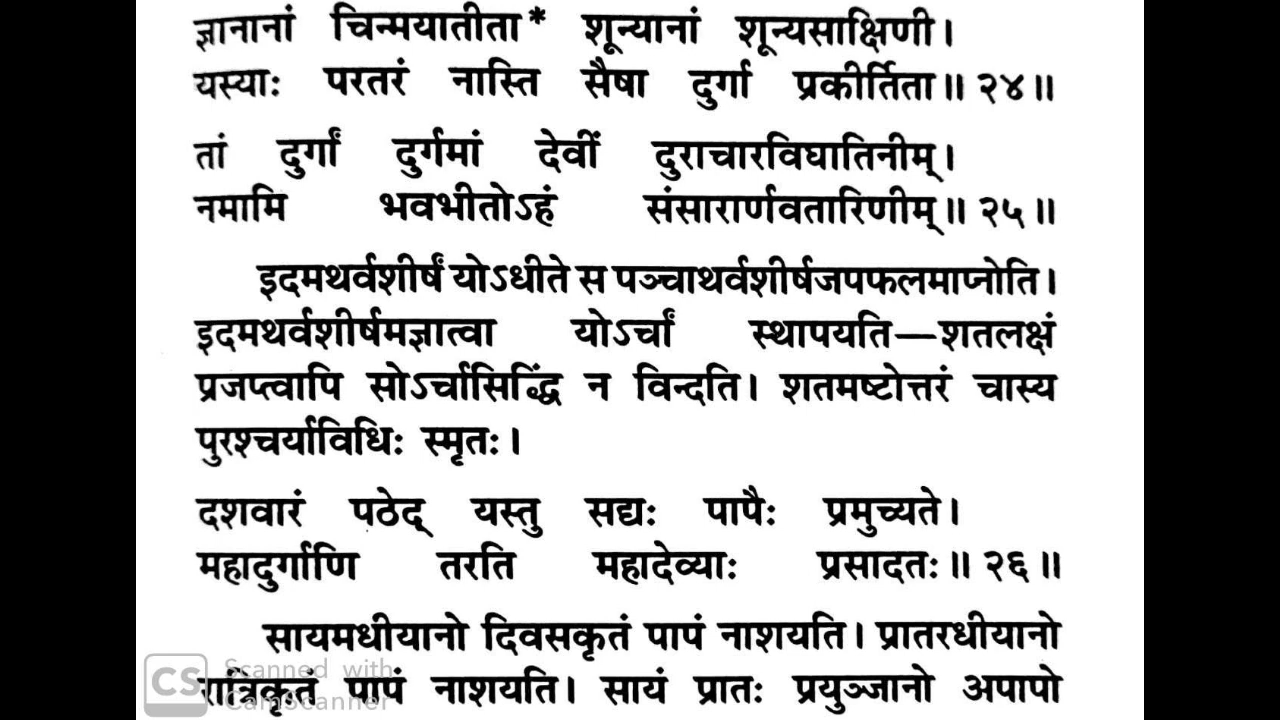 ज्ञानानां चिन्मयातीता* शून्यानां शून्यसाक्षिणी।
यस्याः परतरं नास्ति सैषा दुर्गा प्रकीर्तिता॥ २४॥
तां दुर्गां दुर्गमां देवीं दुराचारविघातिनीम्।
नमामि भवभीतोऽहं संसारार्णवतारिणीम्॥ २५॥
इदमथर्वशीर्षं योऽधीते स पञ्चाथर्वशीर्षजपफलमाप्नोति।
इदमथर्वशीर्षमज्ञात्वा योऽर्चां स्थापयति—शतलक्षं
प्रजप्त्वापि सोऽर्चासिद्धिं न विन्दति। शतमष्टोत्तरं चास्य
पुरश्चर्याविधिः स्मृतः।
दशवारं पठेद् यस्तु सद्यः पापैः प्रमुच्यते।
महादुर्गाणि तरति महादेव्याः प्रसादतः॥ २६॥
सायमधीयानो दिवसकृतं पापं नाशयति। प्रातरधीयानो
रात्रिकृतं पापं नाशयति। सायं प्रातः प्रयुञ्जानो अपापो
CS Scanned with
CamScanner